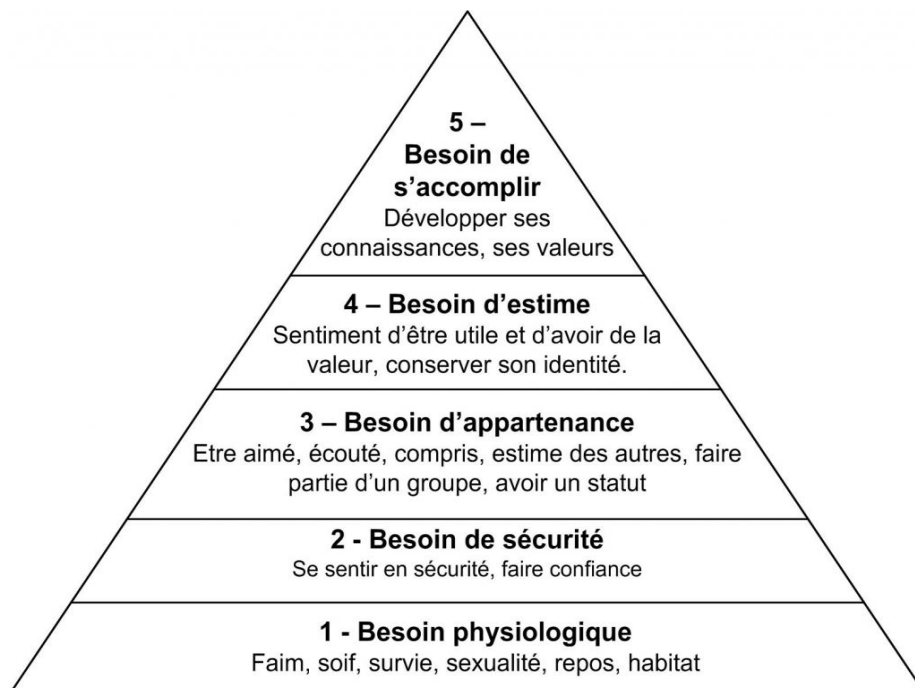 5 –
Besoin de
s’accomplir
Développer ses
connaissances, ses valeurs
4 – Besoin d’estime
Sentiment d’être utile et d’avoir de la
valeur, conserver son identité.
3 – Besoin d’appartenance
Etre aimé, écouté, compris, estime des autres, faire
partie d’un groupe, avoir un statut
2 - Besoin de sécurité
Se sentir en sécurité, faire confiance
1 - Besoin physiologique
Faim, soif, survie, sexualité, repos, habitat